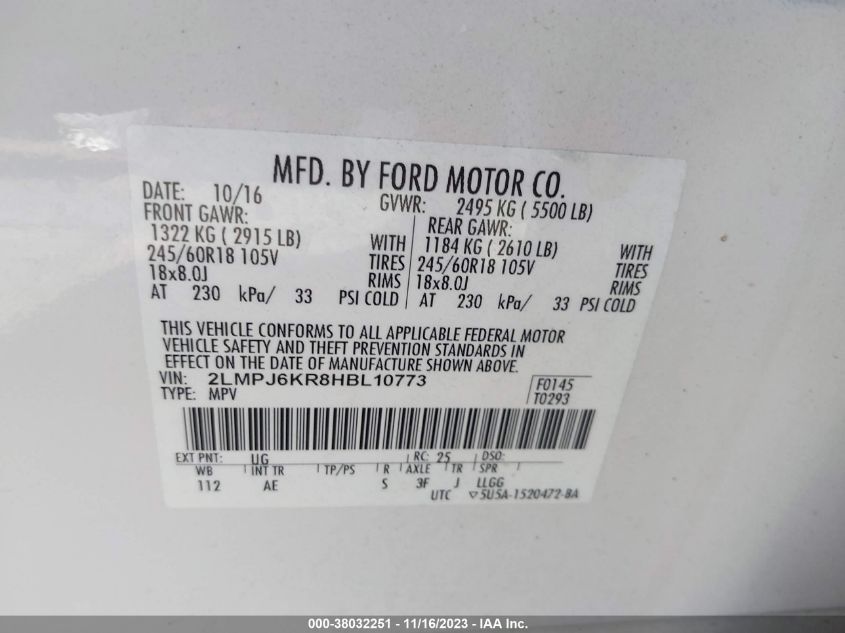 MFD. BY FORD MOTOR CO.
DATE: 10/16 GVWR: 2495 KG ( 5500 LB)
FRONT GAWR: REAR GAWR:
1322 KG ( 2915 LB) WITH 1184 KG ( 2610 LB) WITH
245/60R18 105V TIRES 245/60R18 105V TIRES
18x8.0J RIMS 18x8.0J RIMS
AT 230 kPa/ 33 PSI COLD AT 230 kPa/ 33 PSI COLD
THIS VEHICLE CONFORMS TO ALL APPLICABLE FEDERAL MOTOR
VEHICLE SAFETY AND THEFT PREVENTION STANDARDS IN
EFFECT ON THE DATE OF MANUFACTURE SHOWN ABOVE.
VIN: 2LMPJ6KR8HBL10773 F0145
TYPE: MPV T0293
EXT PNT: UG RC: 25 DSO:
WB INT TR TP/PS R AXLE TR SPR
112 AE S 3F J LLGG
UTC ▽5U5A-1520472-BA
000-38032251 - 11/16/2023 - IAA Inc.